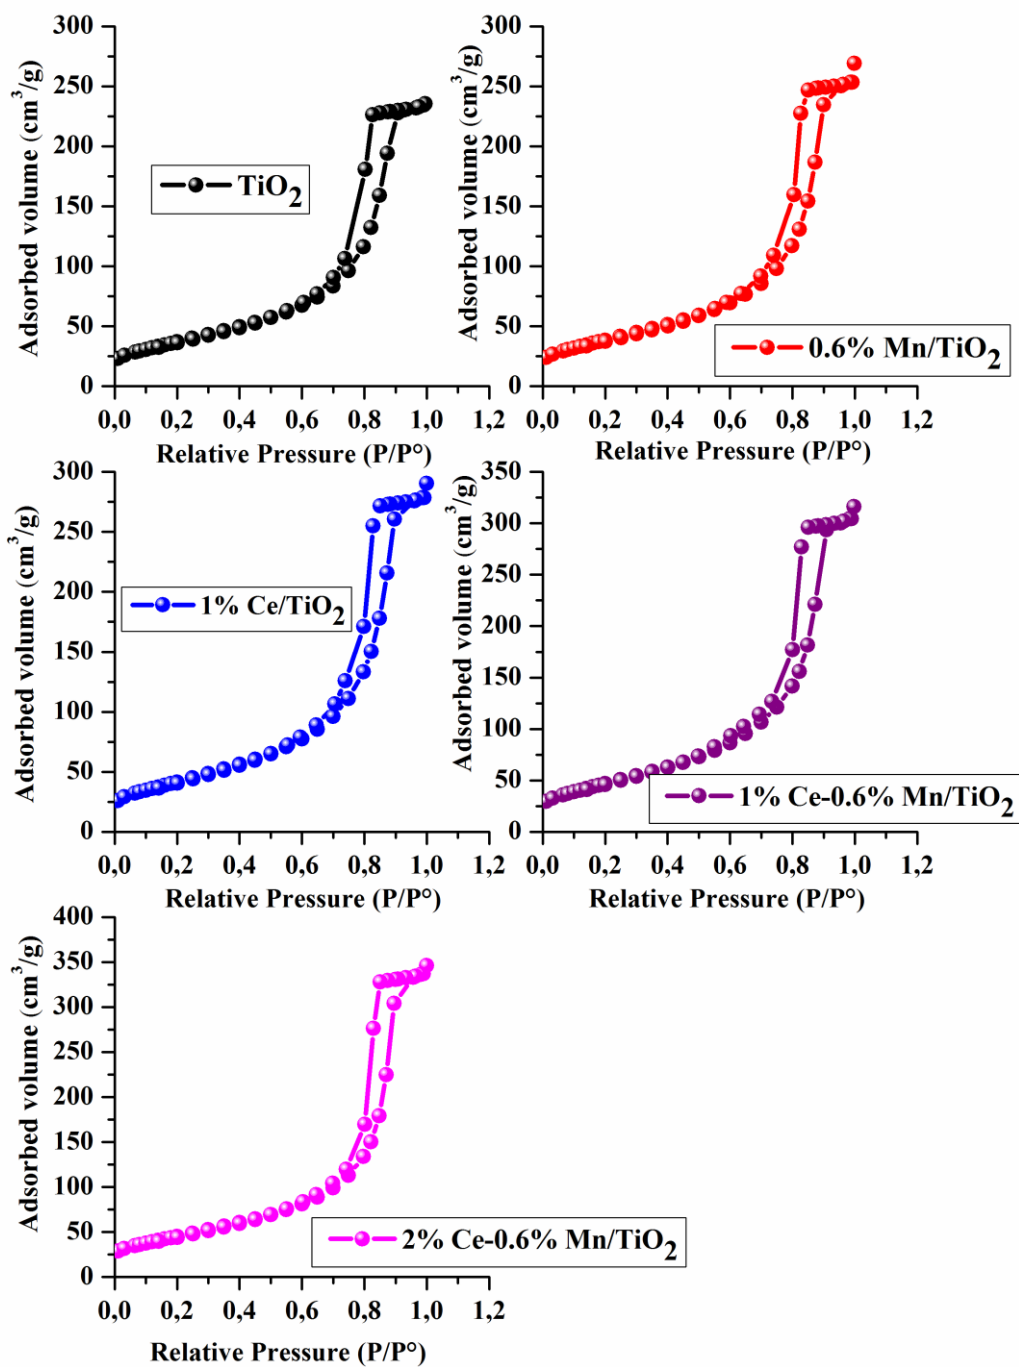 300
250
200
150
100
50
0
Adsorbed volume (cm³/g)
TiO₂
0,0 0,2 0,4 0,6 0,8 1,0 1,2
Relative Pressure (P/P°)
300
250
200
150
100
50
0
Adsorbed volume (cm³/g)
0.6% Mn/TiO₂
0,0 0,2 0,4 0,6 0,8 1,0 1,2
Relative Pressure (P/P°)
300
250
200
150
100
50
0
Adsorbed volume (cm³/g)
1% Ce/TiO₂
0,0 0,2 0,4 0,6 0,8 1,0 1,2
Relative Pressure (P/P°)
350
300
250
200
150
100
50
0
Adsorbed volume (cm³/g)
1% Ce-0.6% Mn/TiO₂
0,0 0,2 0,4 0,6 0,8 1,0 1,2
Relative Pressure (P/P°)
400
350
300
250
200
150
100
50
0
Adsorbed volume (cm³/g)
2% Ce-0.6% Mn/TiO₂
0,0 0,2 0,4 0,6 0,8 1,0 1,2
Relative Pressure (P/P°)